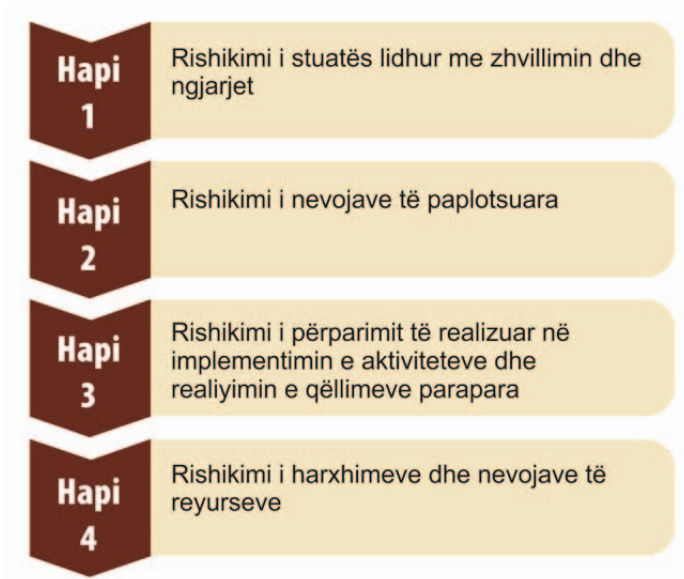 Hapi
1
Rishikimi i stuatës lidhur me zhvillimin dhe
ngjarjet
Hapi
2
Rishikimi i nevojave të paplotsuara
Hapi
3
Rishikimi i përparimit të realizuar në
implementimin e aktiviteteve dhe
realiyimin e qëllimeve parapara
Hapi
4
Rishikimi i harxhimeve dhe nevojave të
reyurseve